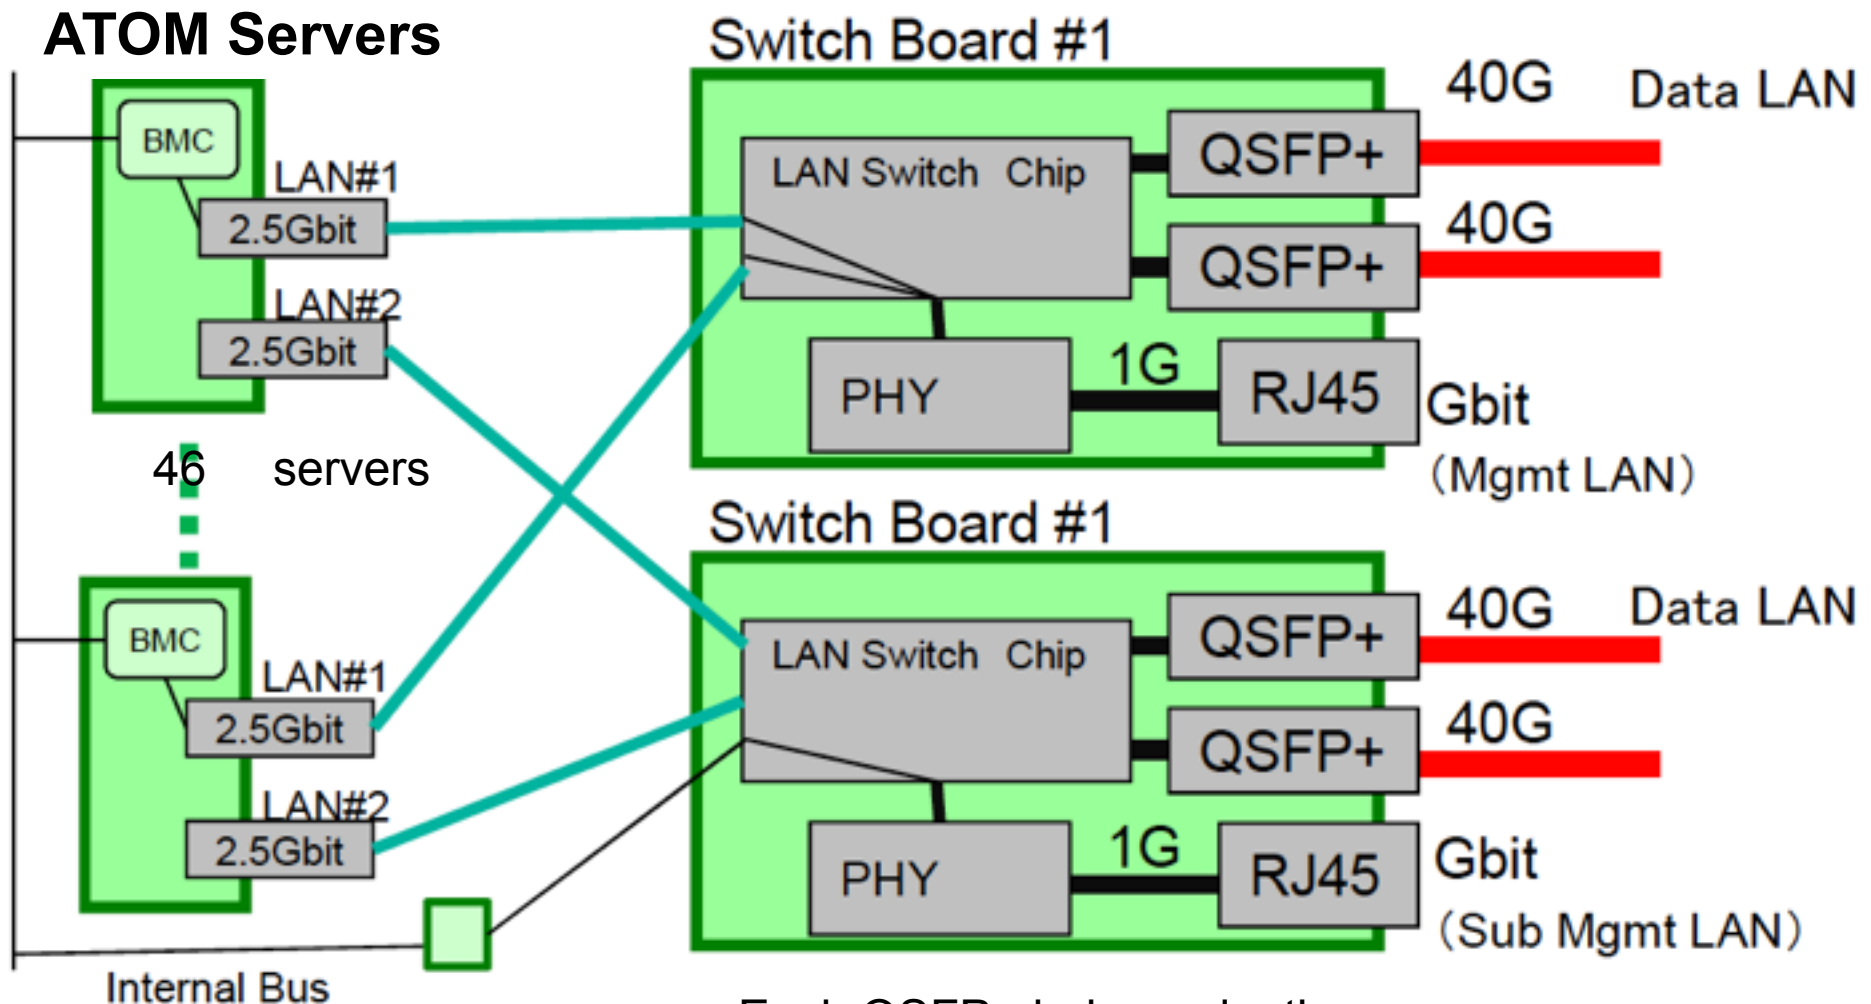 ATOM Servers
BMC
LAN#1
2.5Gbit
LAN#2
2.5Gbit
46 servers
BMC
LAN#1
2.5Gbit
LAN#2
2.5Gbit
Internal Bus
Switch Board #1
LAN Switch Chip
QSFP+
40G
Data LAN
QSFP+
40G
PHY
1G
RJ45
Gbit
(Mgmt LAN)
Switch Board #1
LAN Switch Chip
QSFP+
40G
Data LAN
QSFP+
40G
PHY
1G
RJ45
Gbit
(Sub Mgmt LAN)